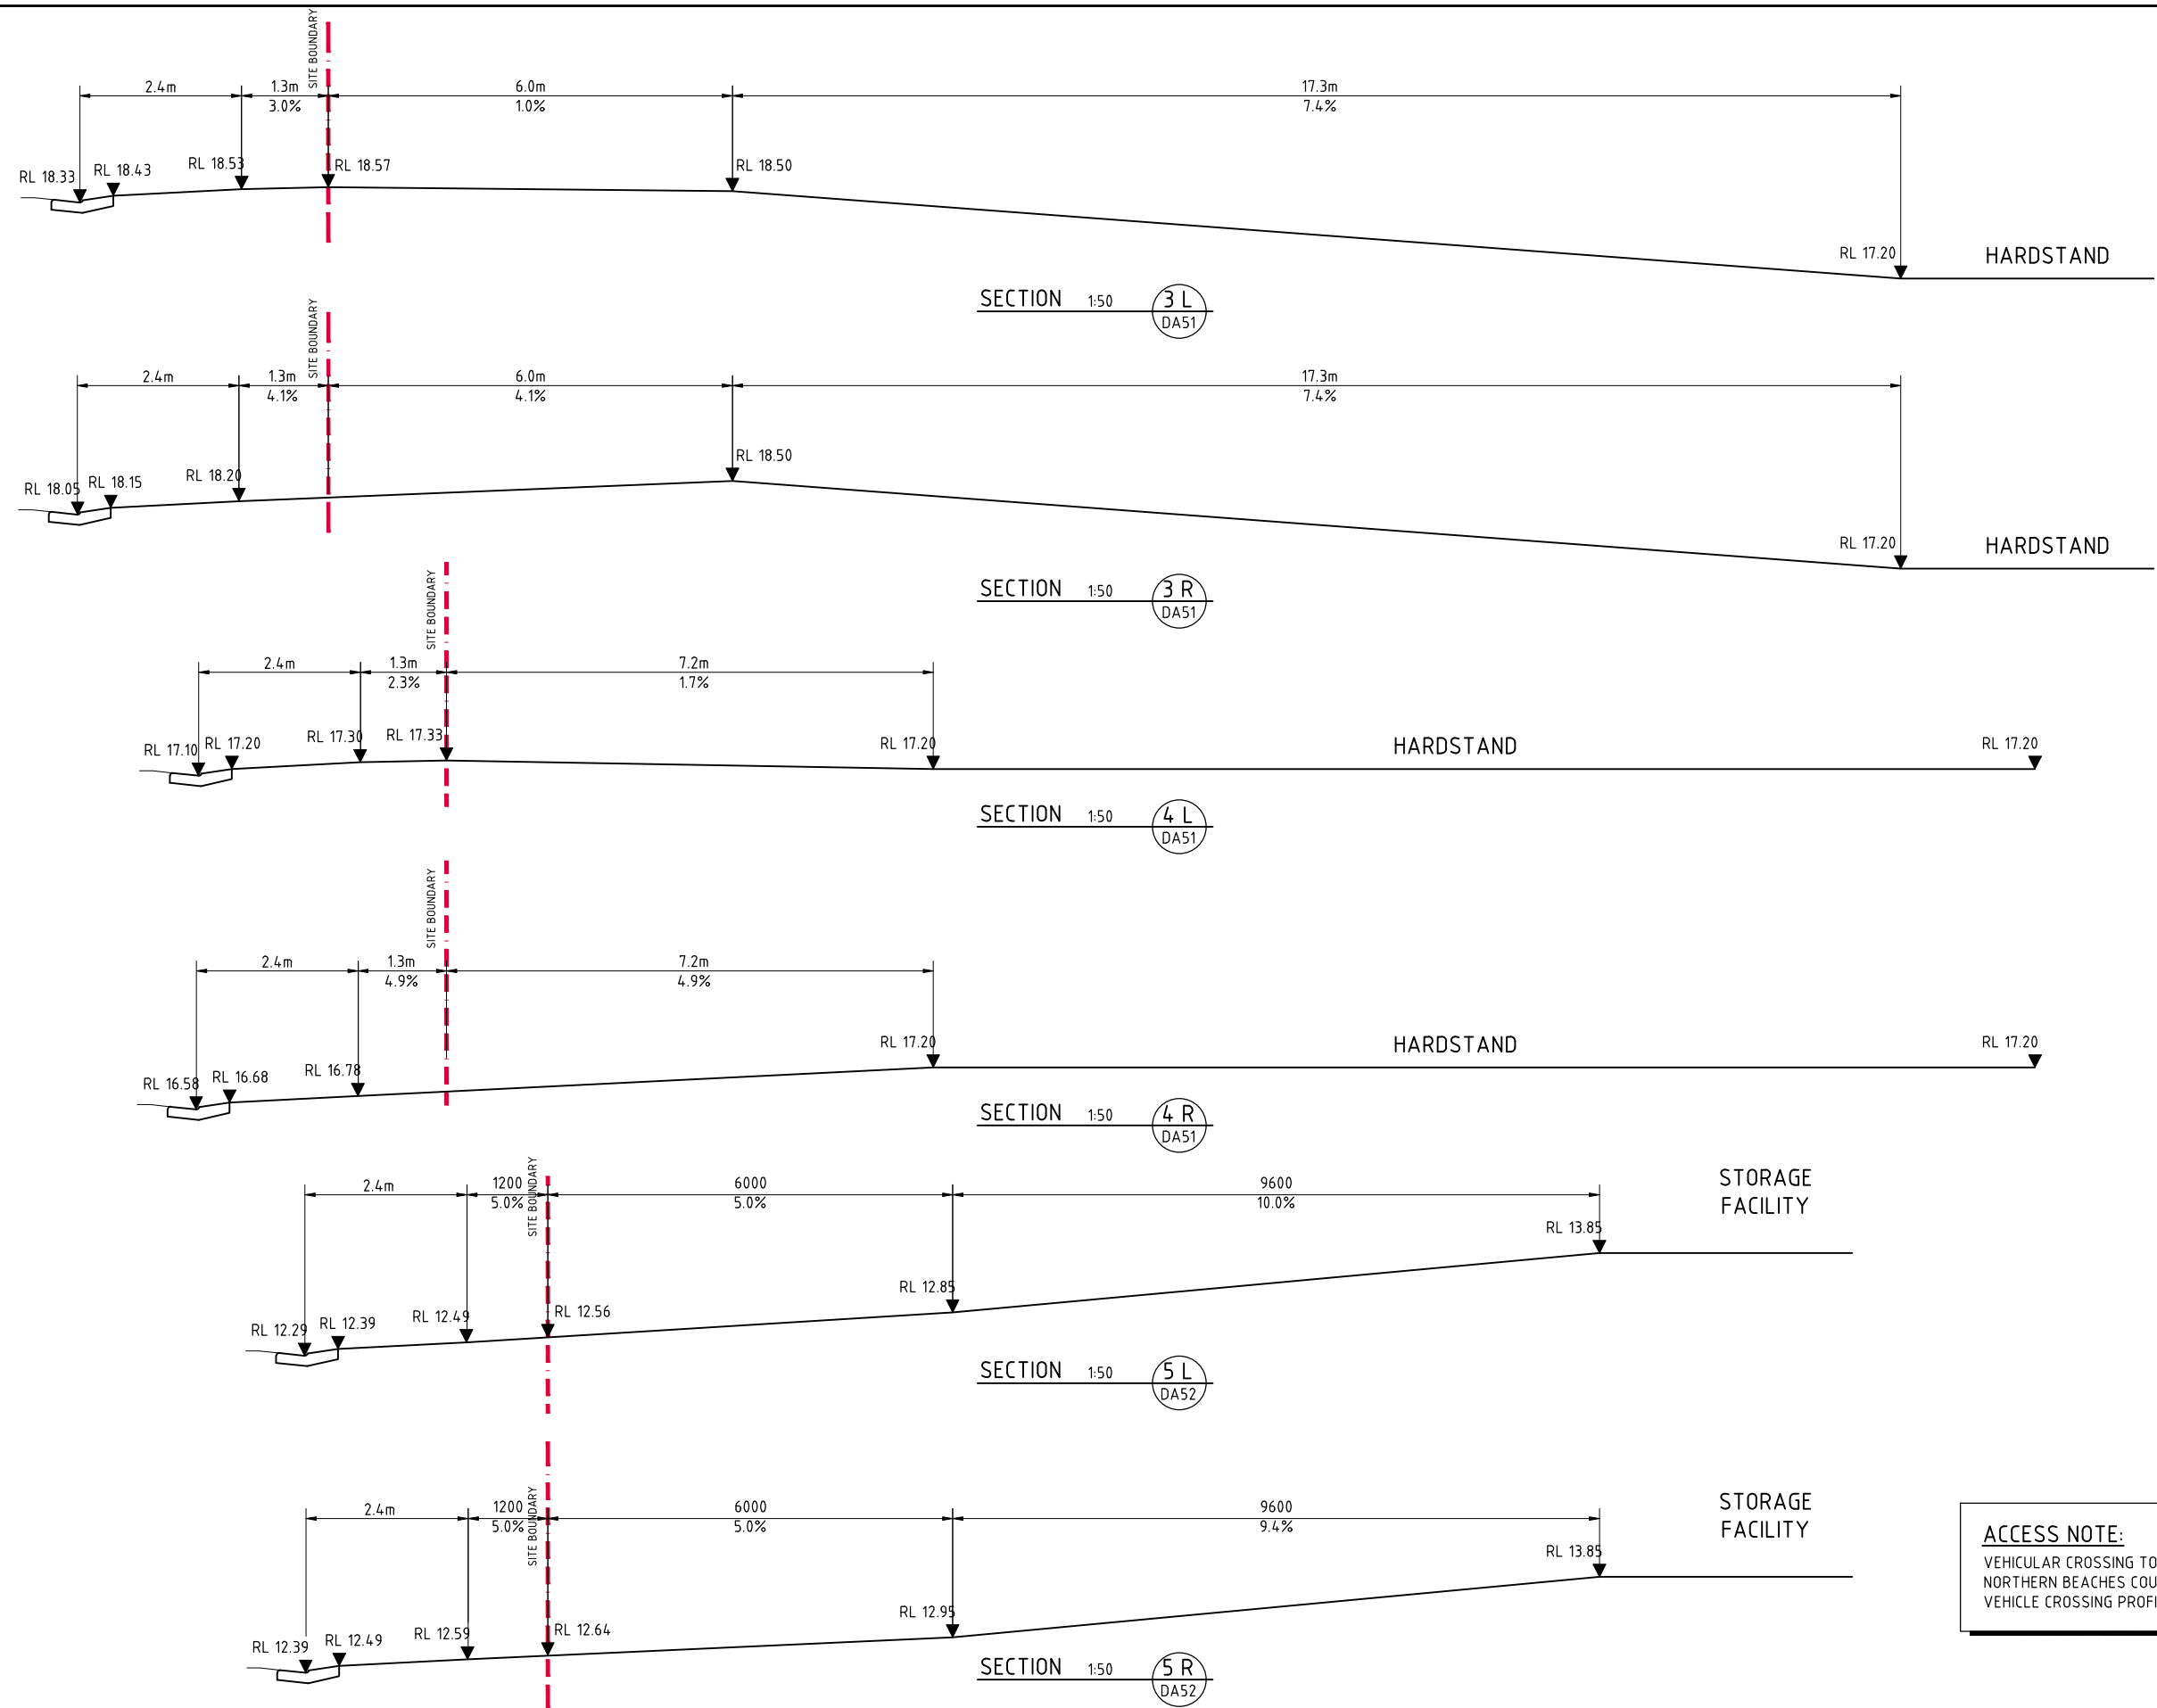 SITE BOUNDARY
2.4m
1.3m
6.0m
17.3m
3.0%
1.0%
7.4%
RL 18.33
RL 18.43
RL 18.53
RL 18.57
RL 18.50
RL 17.20
HARDSTAND
SECTION 1:50 3 L
DA51
SITE BOUNDARY
2.4m
1.3m
6.0m
17.3m
4.1%
4.1%
7.4%
RL 18.05
RL 18.15
RL 18.20
RL 18.50
RL 17.20
HARDSTAND
SECTION 1:50 3 R
DA51
SITE BOUNDARY
2.4m
1.3m
7.2m
2.3%
1.7%
RL 17.10
RL 17.20
RL 17.30
RL 17.33
RL 17.20
HARDSTAND
RL 17.20
SECTION 1:50 4 L
DA51
SITE BOUNDARY
2.4m
1.3m
7.2m
4.9%
4.9%
RL 16.58
RL 16.68
RL 16.78
RL 17.20
HARDSTAND
RL 17.20
SECTION 1:50 4 R
DA51
SITE BOUNDARY
2.4m
1200
6000
9600
5.0%
5.0%
10.0%
STORAGE
FACILITY
RL 12.29
RL 12.39
RL 12.49
RL 12.56
RL 12.85
RL 13.85
SECTION 1:50 5 L
DA52
SITE BOUNDARY
2.4m
1200
6000
9600
5.0%
5.0%
9.4%
STORAGE
FACILITY
RL 12.39
RL 12.49
RL 12.59
RL 12.64
RL 12.95
RL 13.85
SECTION 1:50 5 R
DA52
ACCESS NOTE:
VEHICULAR CROSSING TO
NORTHERN BEACHES COU
VEHICLE CROSSING PROFI